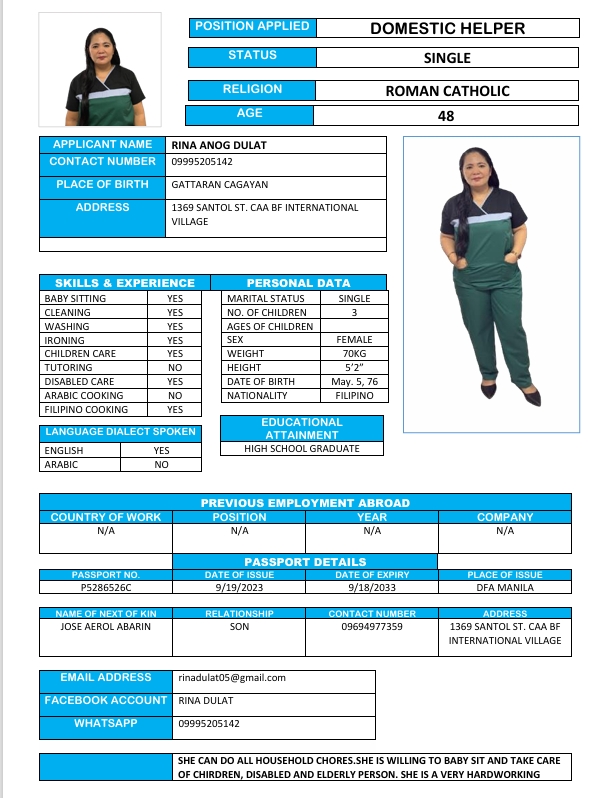 POSITION APPLIED DOMESTIC HELPER
STATUS SINGLE
RELIGION ROMAN CATHOLIC
AGE 48
APPLICANT NAME RINA ANOG DULAT
CONTACT NUMBER 09995205142
PLACE OF BIRTH GATTARAN CAGAYAN
ADDRESS 1369 SANTOL ST. CAA BF INTERNATIONAL
VILLAGE
SKILLS & EXPERIENCE
BABY SITTING YES
CLEANING YES
WASHING YES
IRONING YES
CHILDREN CARE YES
TUTORING NO
DISABLED CARE YES
ARABIC COOKING NO
FILIPINO COOKING YES
LANGUAGE DIALECT SPOKEN
ENGLISH YES
ARABIC NO
PERSONAL DATA
MARITAL STATUS SINGLE
NO. OF CHILDREN 3
AGES OF CHILDREN
SEX FEMALE
WEIGHT 70KG
HEIGHT 5’2”
DATE OF BIRTH May. 5, 76
NATIONALITY FILIPINO
EDUCATIONAL
ATTAINMENT
HIGH SCHOOL GRADUATE
PREVIOUS EMPLOYMENT ABROAD
COUNTRY OF WORK POSITION YEAR COMPANY
N/A N/A N/A N/A
PASSPORT DETAILS
PASSPORT NO. DATE OF ISSUE DATE OF EXPIRY PLACE OF ISSUE
P5286526C 9/19/2023 9/18/2033 DFA MANILA
NAME OF NEXT OF KIN RELATIONSHIP CONTACT NUMBER ADDRESS
JOSE AEROL ABARIN SON 09694977359 1369 SANTOL ST. CAA BF
INTERNATIONAL VILLAGE
EMAIL ADDRESS rinadulat05@gmail.com
FACEBOOK ACCOUNT RINA DULAT
WHATSAPP 09995205142
SHE CAN DO ALL HOUSEHOLD CHORES.SHE IS WILLING TO BABY SIT AND TAKE CARE
OF CHIRDREN, DISABLED AND ELDERLY PERSON. SHE IS A VERY HARDWORKING